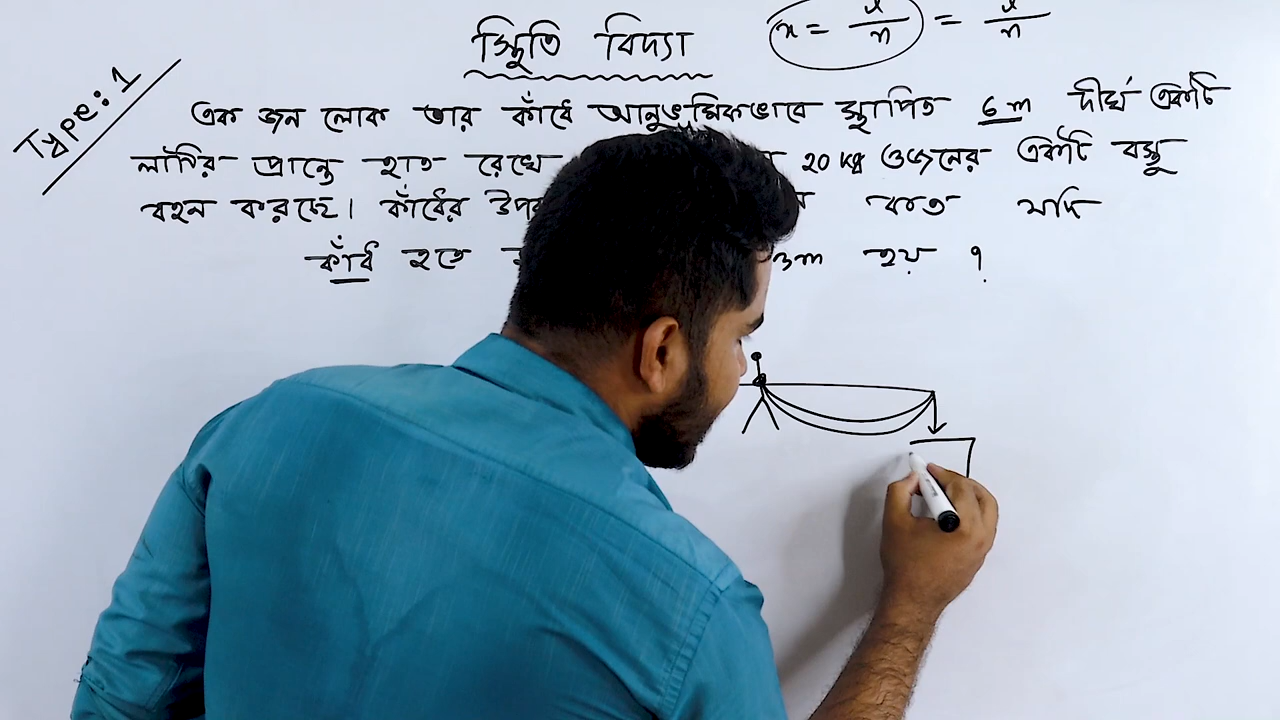 স্থিতি বিদ্যা x = x/n = x/n
Type: 1
এক জন লোক তার কাঁধে আনুভূমিকভাবে স্থাপিত 6 m দীর্ঘ একটি
লাঠির প্রান্তে হাত রেখে 20 kg ওজনের একটি বস্তু
বহন করছে। কাঁধের উপর কত যদি
কাঁধ হতে হয় ?